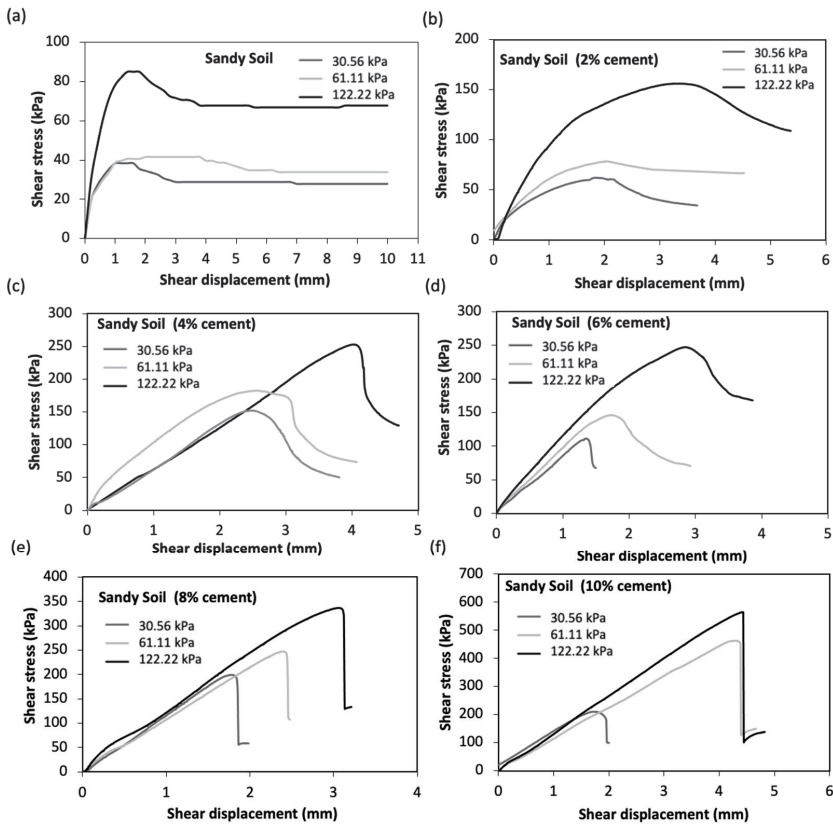 (a)
Sandy Soil
30.56 kPa
61.11 kPa
122.22 kPa
Shear stress (kPa)
100
80
60
40
20
0
0 1 2 3 4 5 6 7 8 9 10 11
Shear displacement (mm)
(b)
Sandy Soil (2% cement)
30.56 kPa
61.11 kPa
122.22 kPa
Shear stress (kPa)
200
150
100
50
0
0 1 2 3 4 5 6
Shear displacement (mm)
(c)
Sandy Soil (4% cement)
30.56 kPa
61.11 kPa
122.22 kPa
Shear stress (kPa)
300
250
200
150
100
50
0
0 1 2 3 4 5
Shear displacement (mm)
(d)
Sandy Soil (6% cement)
30.56 kPa
61.11 kPa
122.22 kPa
Shear stress (kPa)
300
250
200
150
100
50
0
0 1 2 3 4 5
Shear displacement (mm)
(e)
Sandy Soil (8% cement)
30.56 kPa
61.11 kPa
122.22 kPa
Shear stress (kPa)
400
350
300
250
200
150
100
50
0
0 1 2 3 4
Shear displacement (mm)
(f)
Sandy Soil (10% cement)
30.56 kPa
61.11 kPa
122.22 kPa
Shear stress (kPa)
700
600
500
400
300
200
100
0
0 1 2 3 4 5 6
Shear displacement (mm)